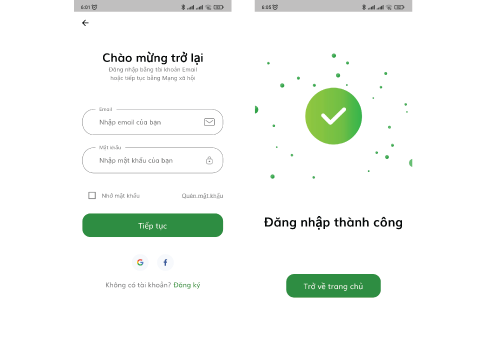 6:01
Chào mừng trở lại
Đăng nhập bằng tài khoản Email
hoặc tiếp tục bằng Mạng xã hội
Email
Nhập email của bạn
Mật khẩu
Nhập mật khẩu của bạn
Nhớ mật khẩu
Quên mật khẩu
Tiếp tục
Không có tài khoản? Đăng ký
6:05
Đăng nhập thành công
Trở về trang chủ